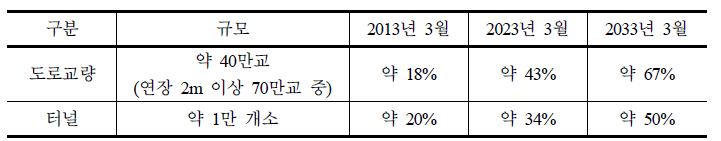 구분 규모 2013년 3월 2023년 3월 2033년 3월
도로교량 약 40만교 약 18% 약 43% 약 67%
(연장 2m 이상 70만교 중)
터널 약 1만 개소 약 20% 약 34% 약 50%